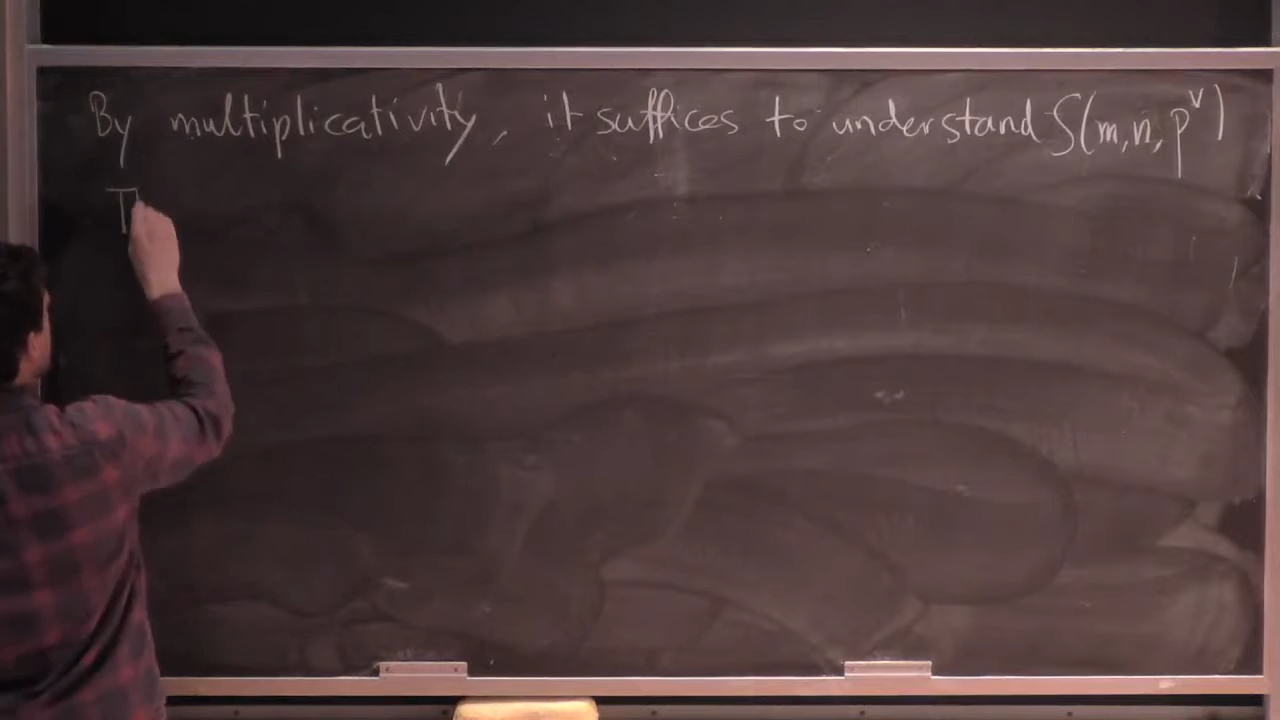 By multiplicativity, it suffices to understand S(m,n,p^v)
T